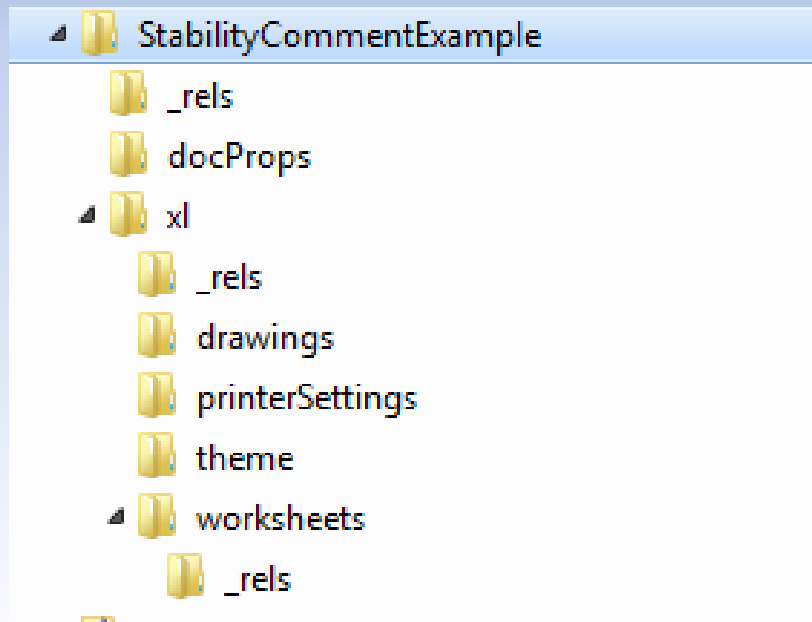 StabilityCommentExample
_rels
docProps
xl
_rels
drawings
printerSettings
theme
worksheets
_rels